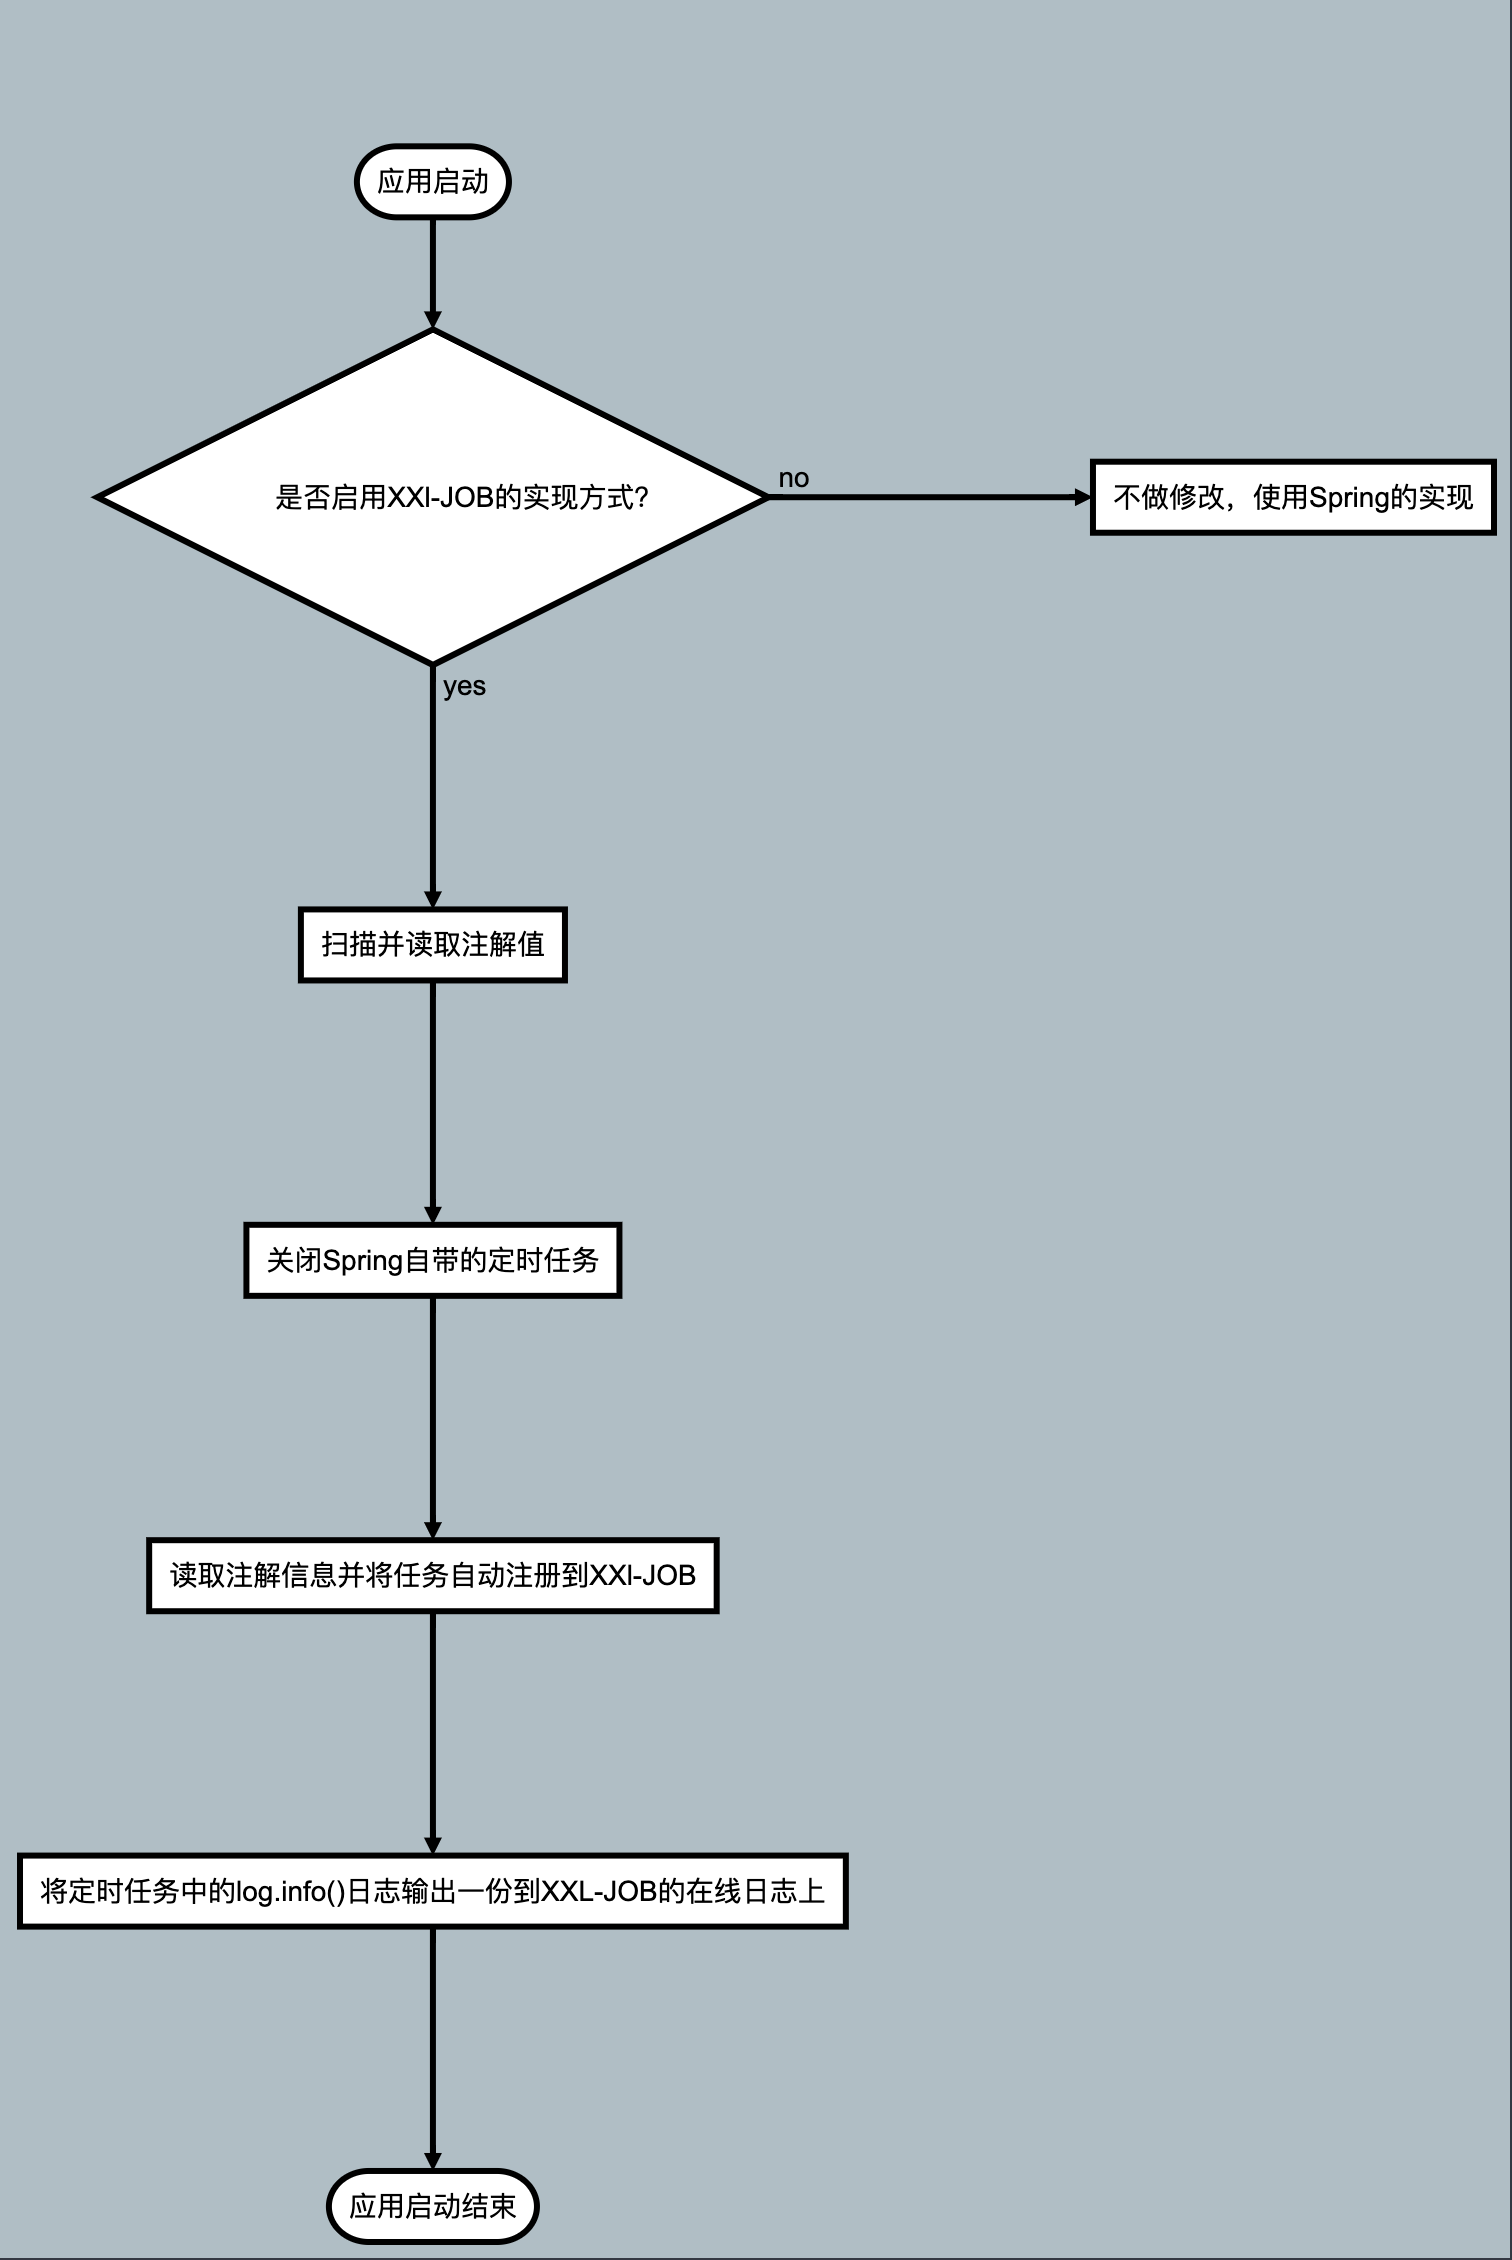 应用启动
是否启用XXl-JOB的实现方式?
no
不做修改，使用Spring的实现
yes
扫描并读取注解值
关闭Spring自带的定时任务
读取注解信息并将任务自动注册到XXl-JOB
将定时任务中的log.info()日志输出一份到XXL-JOB的在线日志上
应用启动结束